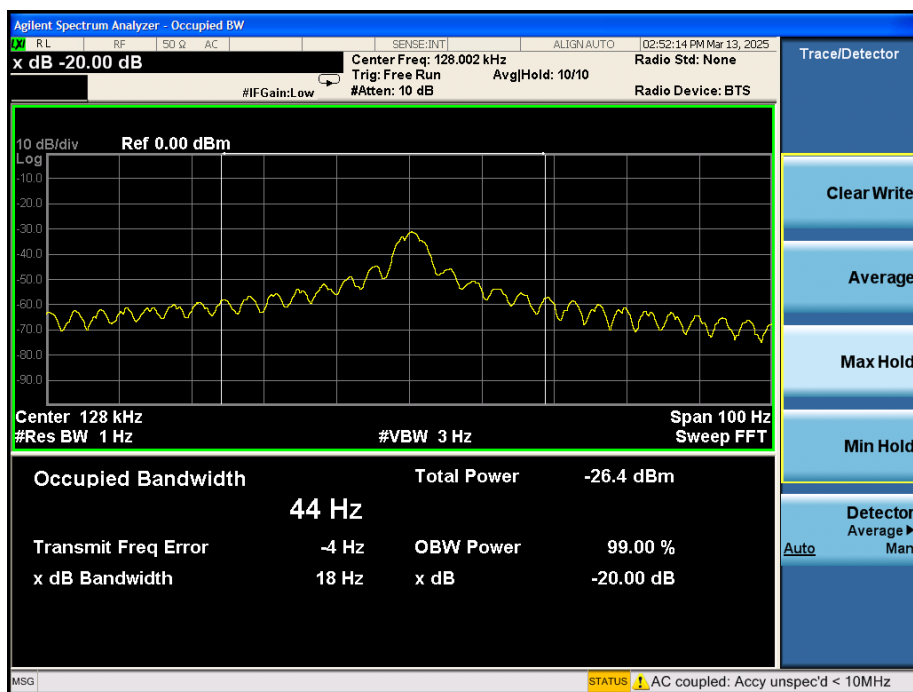 Agilent Spectrum Analyzer - Occupied BW
LXI RL RF 50 Ω AC SENSE:INT ALIGN AUTO 02:52:14 PM Mar 13, 2025
x dB -20.00 dB
Center Freq: 128.002 kHz Radio Std: None
Trig: Free Run Avg|Hold: 10/10
#IFGain:Low #Atten: 10 dB Radio Device: BTS
Trace/Detector
10 dB/div Ref 0.00 dBm
Log
-10.0
-20.0
-30.0
-40.0
-50.0
-60.0
-70.0
-80.0
-90.0
Center 128 kHz Span 100 Hz
#Res BW 1 Hz #VBW 3 Hz Sweep FFT
Occupied Bandwidth Total Power -26.4 dBm
44 Hz
Transmit Freq Error -4 Hz OBW Power 99.00 %
x dB Bandwidth 18 Hz x dB -20.00 dB
Clear Write
Average
Max Hold
Min Hold
Detector
Average
Auto Man
MSG STATUS AC coupled: Accy unspec'd < 10MHz